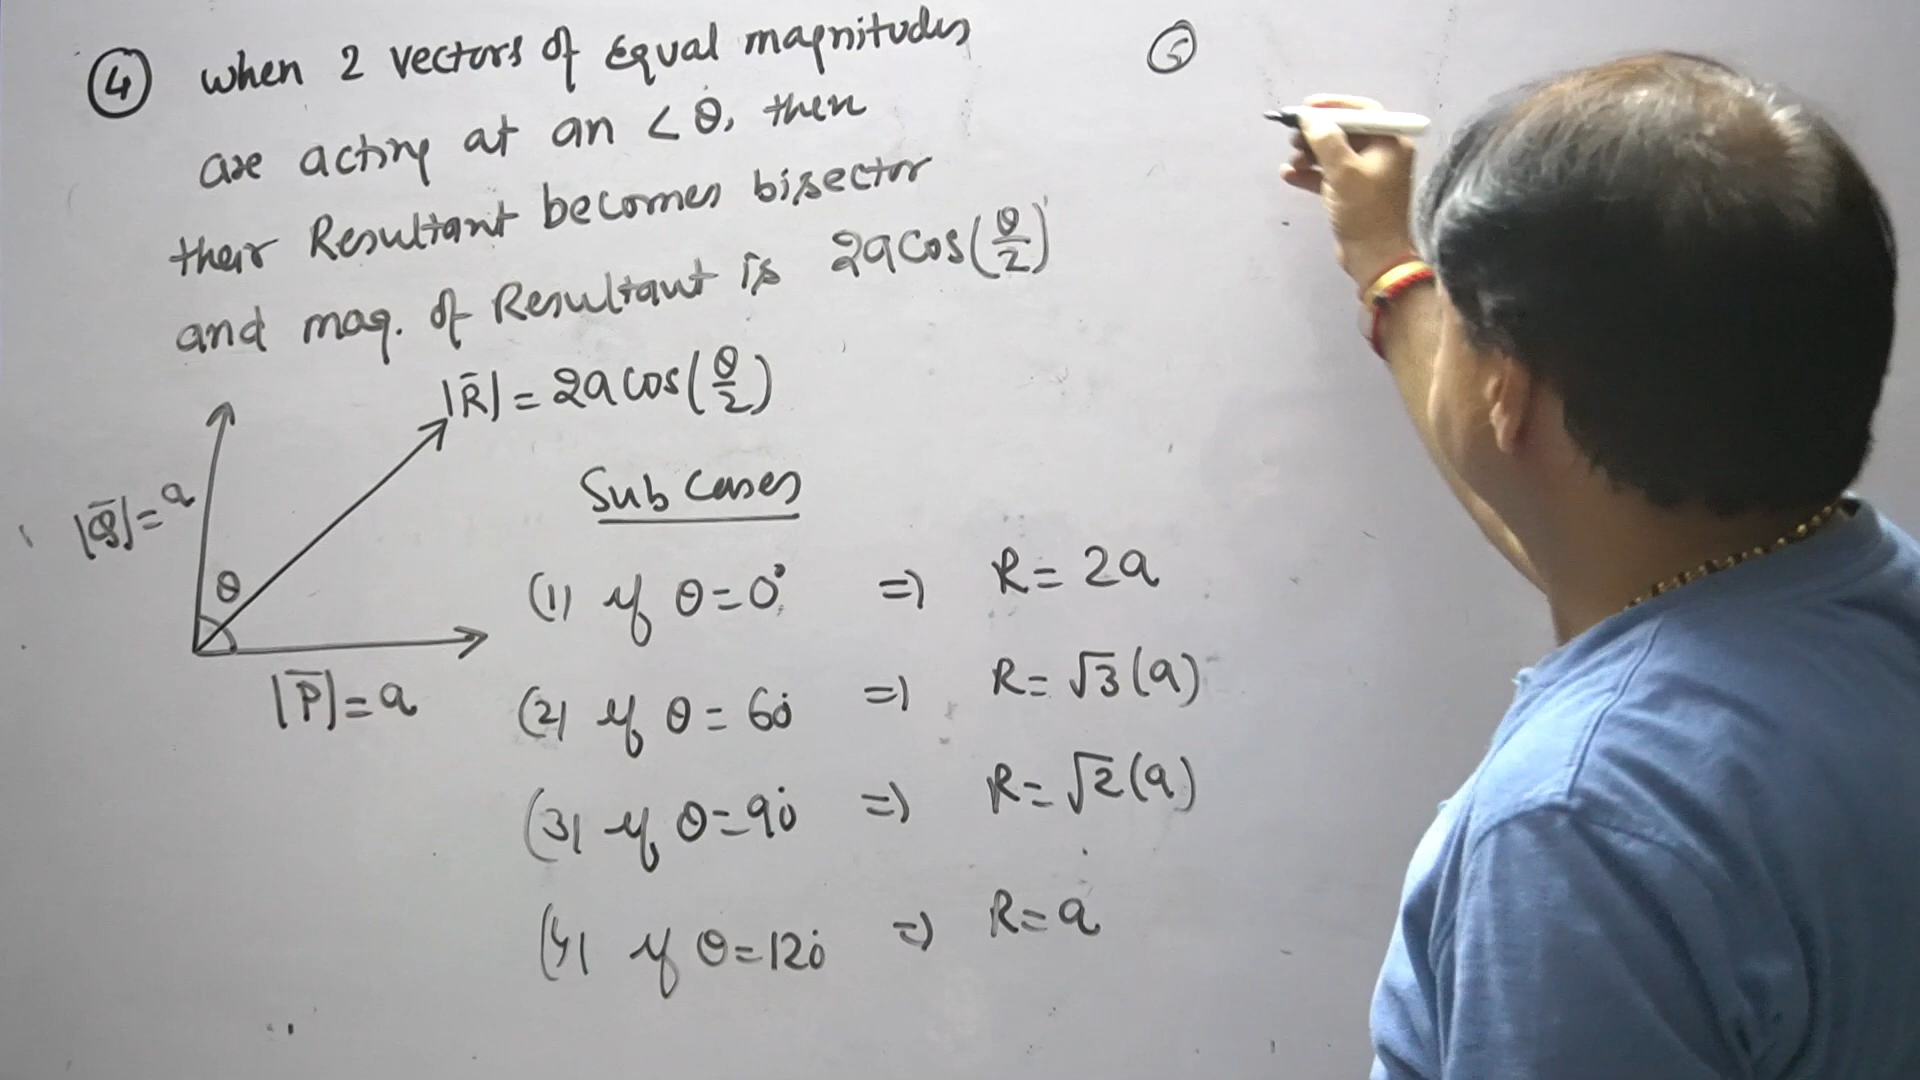 ④ when 2 vectors of Equal magnitudes
are acting at an < θ, then
their Resultant becomes bisector
and mag. of Resultant is 2a cos(θ/2)
|R̄| = 2a cos(θ/2)
|Q̄| = a
θ
|P̄| = a
Sub Cases
(1) if θ = 0° => R = 2a
(2) if θ = 60° => R = √3(a)
(3) if θ = 90° => R = √2(a)
(4) if θ = 120° => R = a
⑤